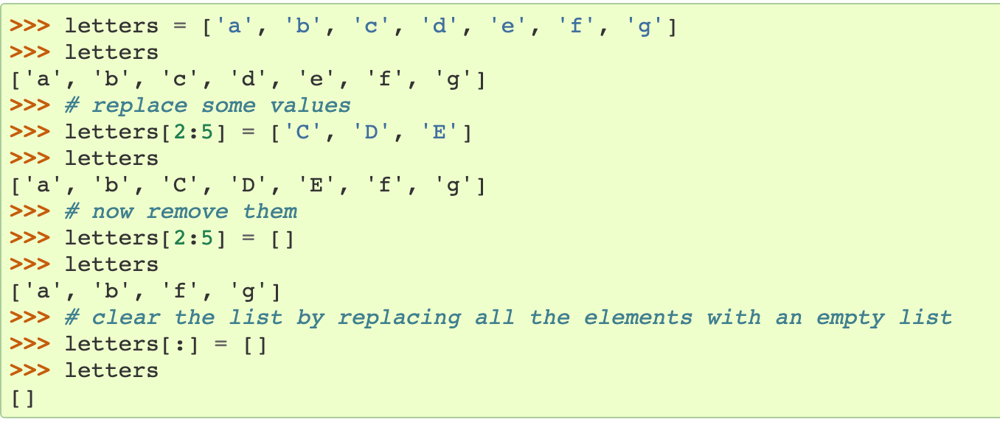 >>> letters = ['a', 'b', 'c', 'd', 'e', 'f', 'g']
>>> letters
['a', 'b', 'c', 'd', 'e', 'f', 'g']
>>> # replace some values
>>> letters[2:5] = ['C', 'D', 'E']
>>> letters
['a', 'b', 'C', 'D', 'E', 'f', 'g']
>>> # now remove them
>>> letters[2:5] = []
>>> letters
['a', 'b', 'f', 'g']
>>> # clear the list by replacing all the elements with an empty list
>>> letters[:] = []
>>> letters
[]